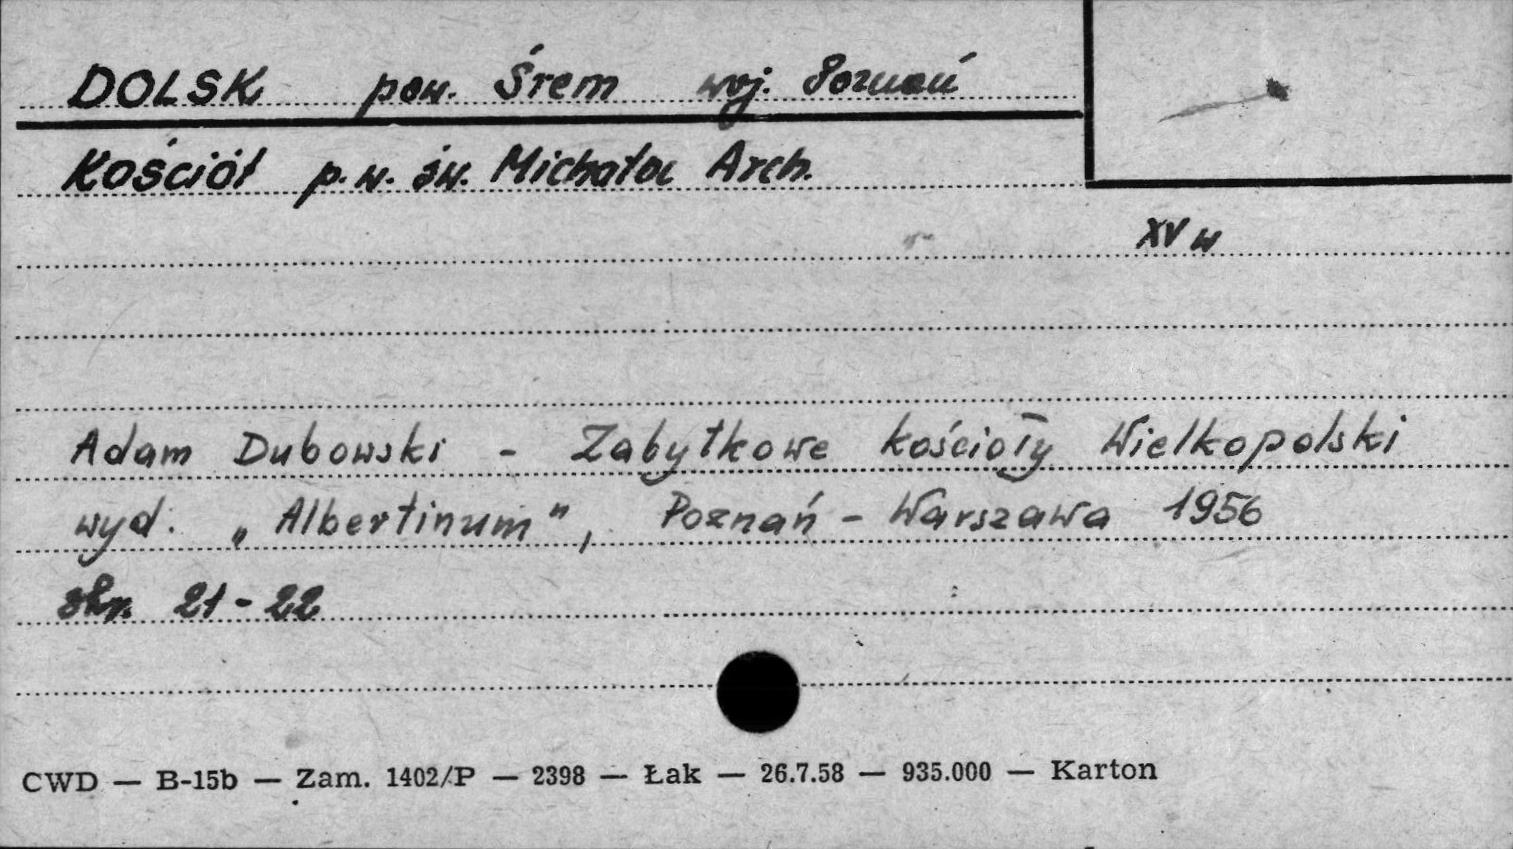 DOLSK pow. Śrem woj. Poznań
Kościół p.w. św. Michała Arch.
XV w
Adam Dubowski - Zabytkowe kościoły Wielkopolski
wyd. „Albertinum", Poznań - Warszawa 1956
str. 21-22
CWD — B-15b — Zam. 1402/P — 2398 — Łak — 26.7.58 — 935.000 — Karton